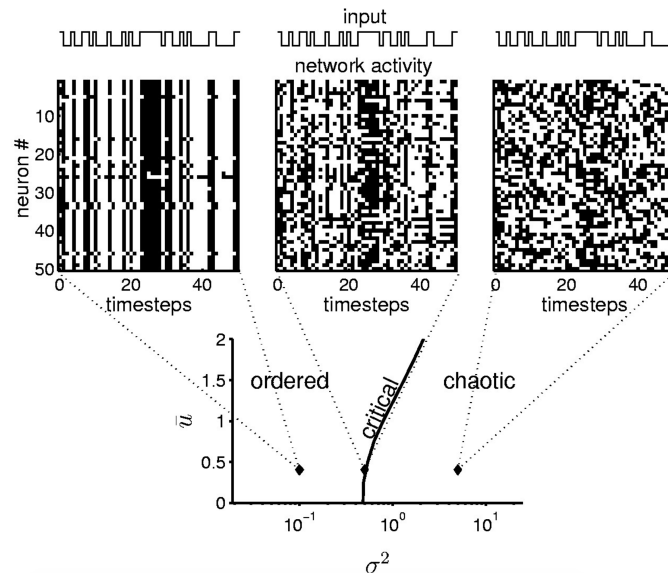 input
network activity
neuron #
10
20
30
40
50
0 20 40
timesteps
0 20 40
timesteps
0 20 40
timesteps
2
1.5
1
0.5
0
ū
ordered
critical
chaotic
10⁻¹ 10⁰ 10¹
σ²